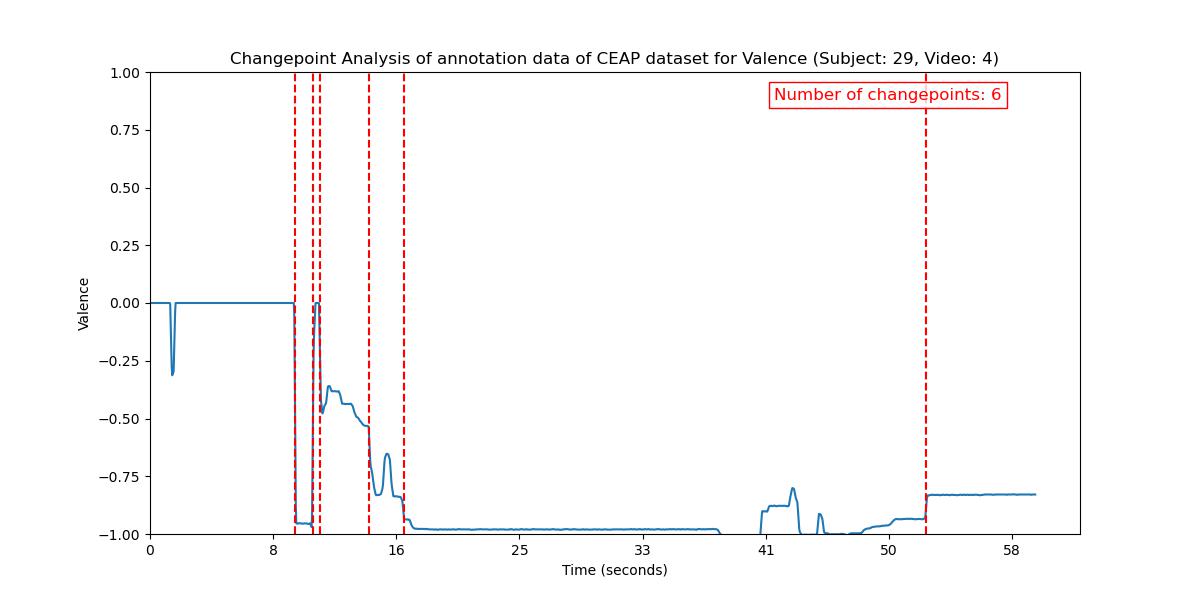 Changepoint Analysis of annotation data of CEAP dataset for Valence (Subject: 29, Video: 4)
Number of changepoints: 6
1.00
0.75
0.50
0.25
0.00
−0.25
−0.50
−0.75
−1.00
Valence
0 8 16 25 33 41 50 58
Time (seconds)